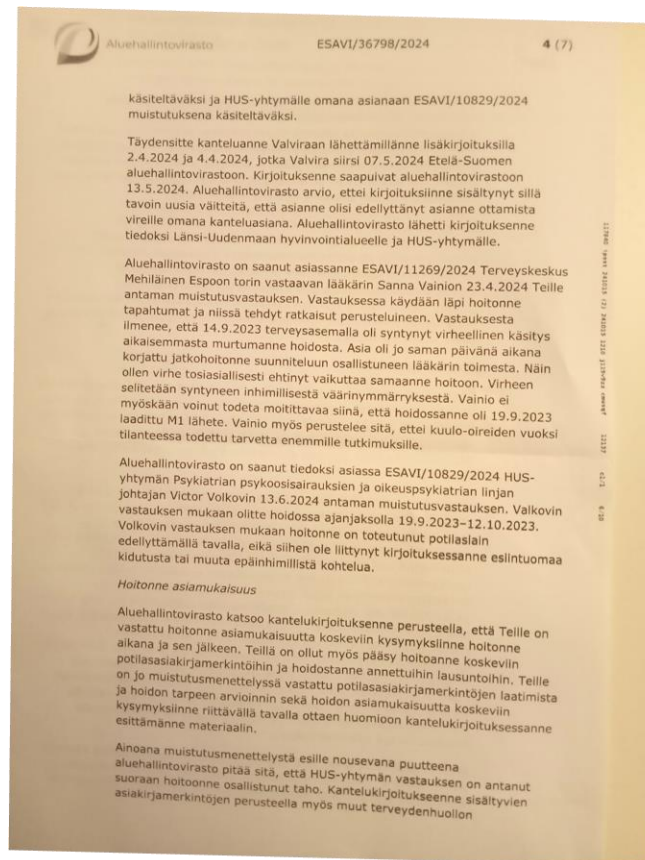 Aluehallintovirasto
ESAVI/36798/2024
4 (7)
käsiteltäväksi ja HUS-yhtymälle omana asianaan ESAVI/10829/2024
muistutuksena käsiteltäväksi.
Täydensitte kanteluanne Valviraan lähettämillänne lisäkirjoituksilla
2.4.2024 ja 4.4.2024, jotka Valvira siirsi 07.5.2024 Etelä-Suomen
aluehallintovirastoon. Kirjoituksenne saapuivat aluehallintovirastoon
13.5.2024. Aluehallintovirasto arvio, ettei kirjoituksiinne sisältynyt sillä
tavoin uusia väitteitä, että asianne olisi edellyttänyt asianne ottamista
vireille omana kanteluasiana. Aluehallintovirasto lähetti kirjoituksenne
tiedoksi Länsi-Uudenmaan hyvinvointialueelle ja HUS-yhtymälle.
Aluehallintovirasto on saanut asiassanne ESAVI/11269/2024 Terveyskeskus
Mehiläinen Espoon torin vastaavan lääkärin Sanna Vainion 23.4.2024 Teille
antaman muistutusvastauksen. Vastauksessa käydään läpi hoitonne
tapahtumat ja niissä tehdyt ratkaisut perusteluineen. Vastauksesta
ilmenee, että 14.9.2023 terveysasemalla oli syntynyt virheellinen käsitys
aikaisemmasta murtumanne hoidosta. Asia oli jo saman päivänä aikana
korjattu jatkohoitonne suunniteluun osallistuneen lääkärin toimesta. Näin
ollen virhe tosiasiallisesti ehtinyt vaikuttaa samaanne hoitoon. Virheen
selitetään syntyneen inhimillisestä väärinymmärryksestä. Vainio ei
myöskään voinut todeta moitittavaa siinä, että hoidossanne oli 19.9.2023
laadittu M1 lähete. Vainio myös perustelee sitä, ettei kuulo-oireiden vuoksi
tilanteessa todettu tarvetta enemmille tutkimuksille.
Aluehallintovirasto on saanut tiedoksi asiassa ESAVI/10829/2024 HUS-
yhtymän Psykiatrian psykoosisairauksien ja oikeuspsykiatrian linjan
johtajan Victor Volkovin 13.6.2024 antaman muistutusvastauksen. Valkovin
vastauksen mukaan olitte hoidossa ajanjaksolla 19.9.2023–12.10.2023.
Volkovin vastauksen mukaan hoitonne on toteutunut potilaslain
edellyttämällä tavalla, eikä siihen ole liittynyt kirjoituksessanne esiintuomaa
kidutusta tai muuta epäinhimillistä kohtelua.
Hoitonne asiamukaisuus
Aluehallintovirasto katsoo kantelukirjoituksenne perusteella, että Teille on
vastattu hoitonne asiamukaisuutta koskeviin kysymyksiinne hoitonne
aikana ja sen jälkeen. Teillä on ollut myös pääsy hoitoanne koskeviin
potilasasiakirjamerkintöihin ja hoidostanne annettuihin lausuntoihin. Teille
on jo muistutusmenettelyssä vastattu potilasasiakirjamerkintöjen laatimista
ja hoidon tarpeen arvioinnin sekä hoidon asiamukaisuutta koskeviin
kysymyksiinne riittävällä tavalla ottaen huomioon kantelukirjoituksessanne
esittämänne materiaalin.
Ainoana muistutusmenettelystä esille nousevana puutteena
aluehallintovirasto pitää sitä, että HUS-yhtymän vastauksen on antanut
suoraan hoitoonne osallistunut taho. Kantelukirjoitukseenne sisältyvien
asiakirjamerkintöjen perusteella myös muut terveydenhuollon